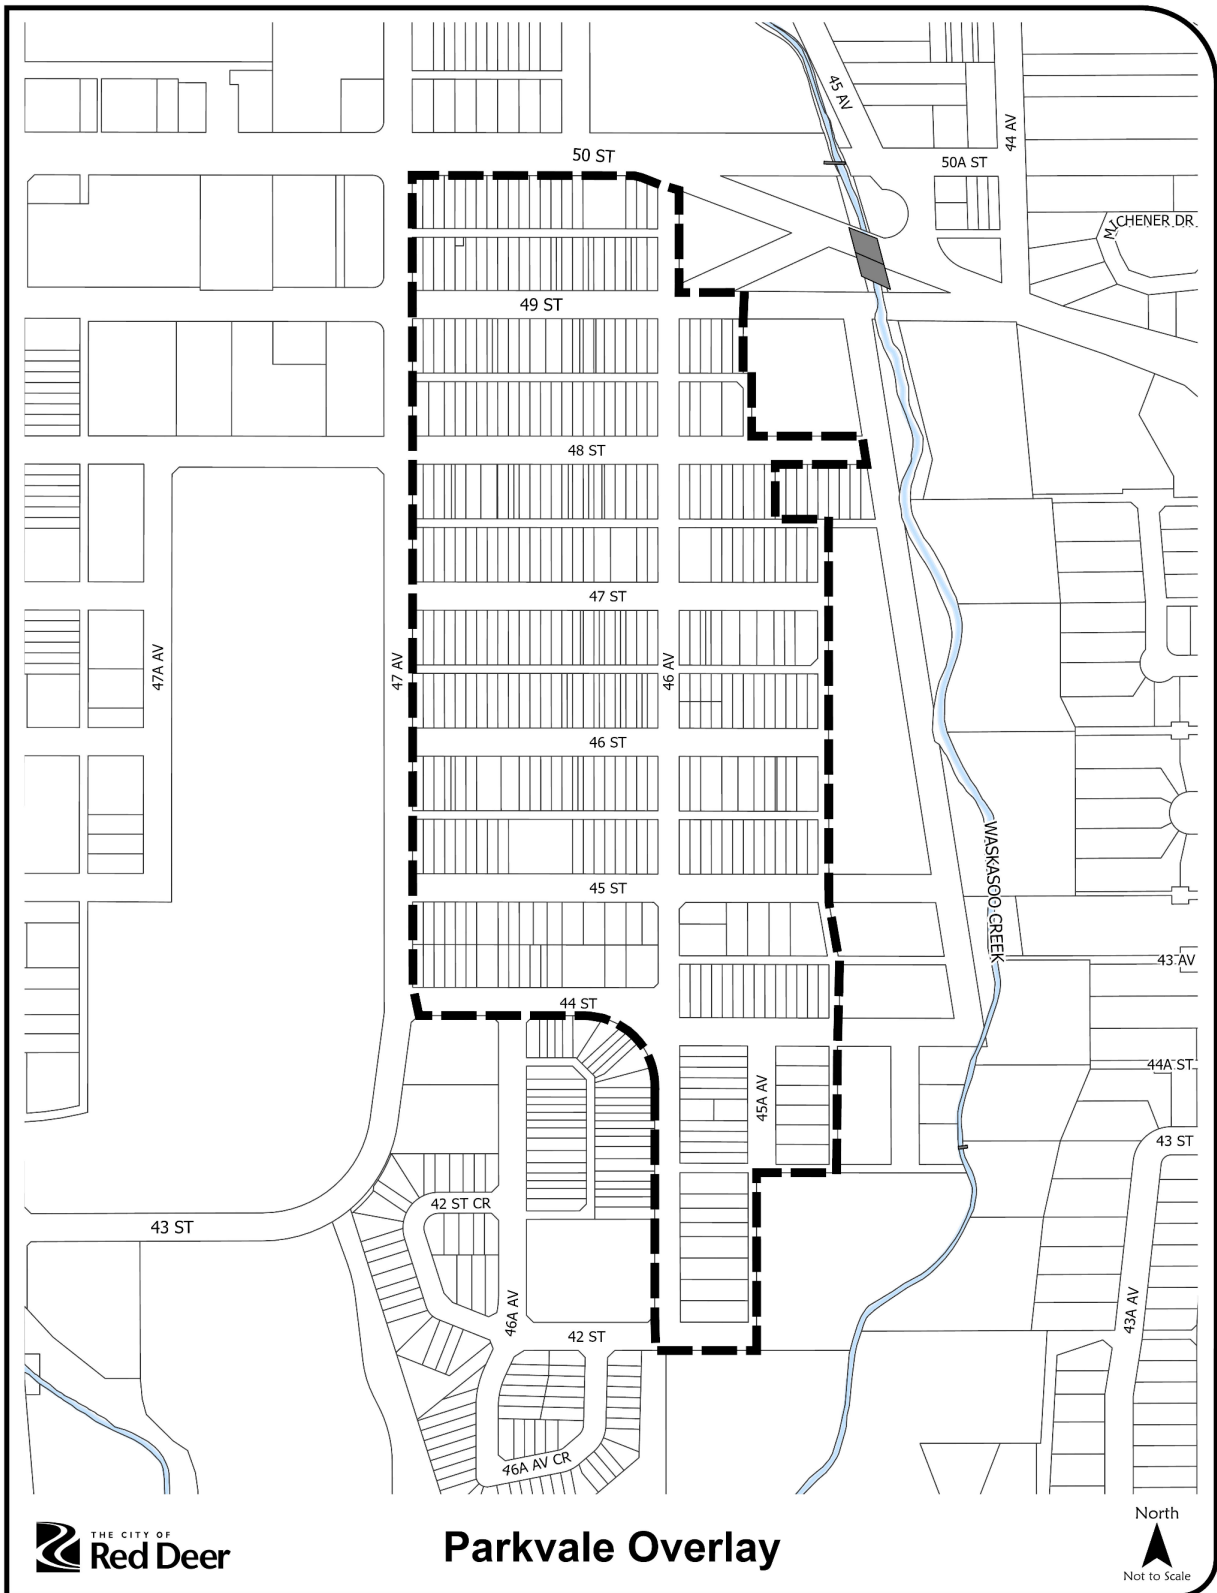 45 AV
44 AV
50 ST
50A ST
MICHENER DR
49 ST
48 ST
47 ST
47A AV
47 AV
46 AV
46 ST
WASKASOO CREEK
45 ST
43 AV
44 ST
44A ST
45A AV
43 ST
42 ST CR
43 ST
46A AV
43A AV
42 ST
46A AV CR
THE CITY OF
Red Deer
Parkvale Overlay
North
Not to Scale